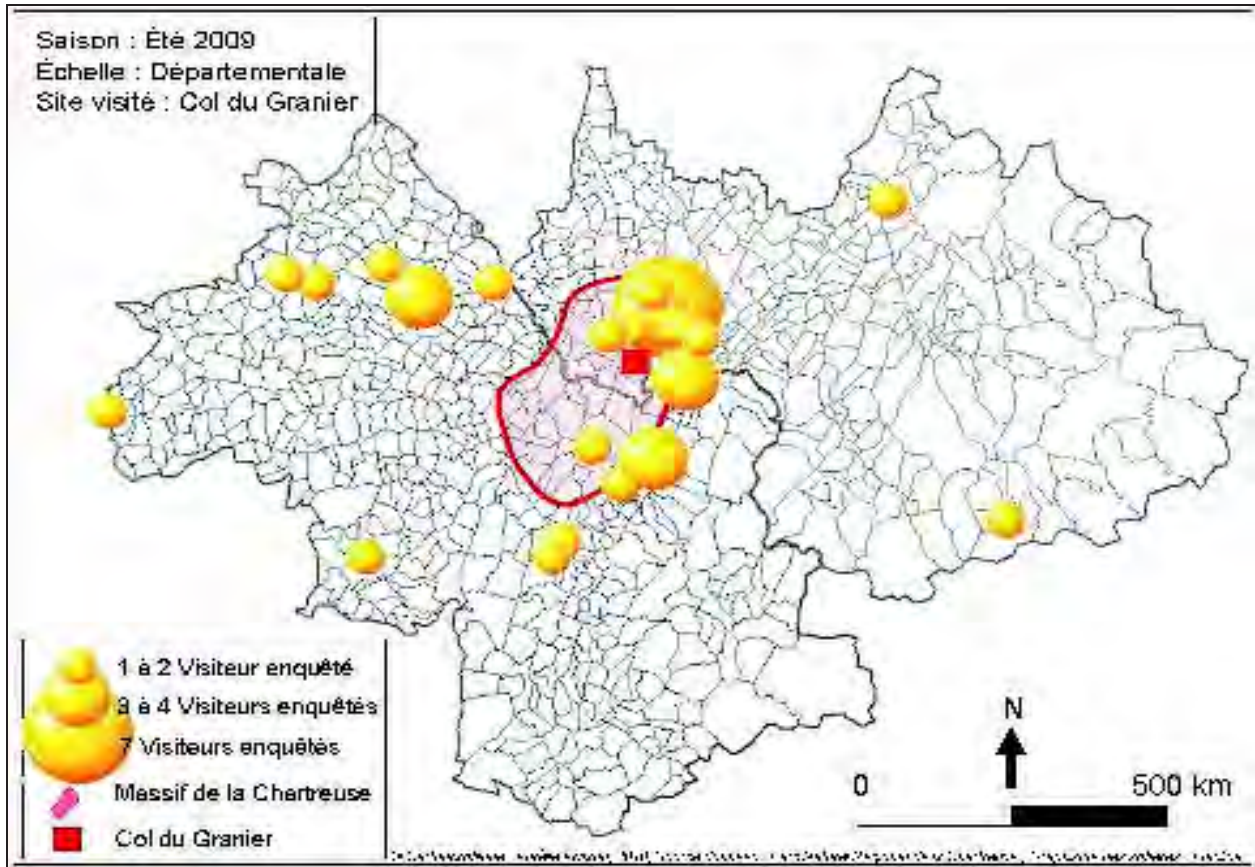 Saison : Été 2009
Échelle : Départementale
Site visité : Col du Granier
1 à 2 Visiteur enquêté
3 à 4 Visiteurs enquêtés
7 Visiteurs enquêtés
Massif de la Chartreuse
Col du Granier
N
0 500 km